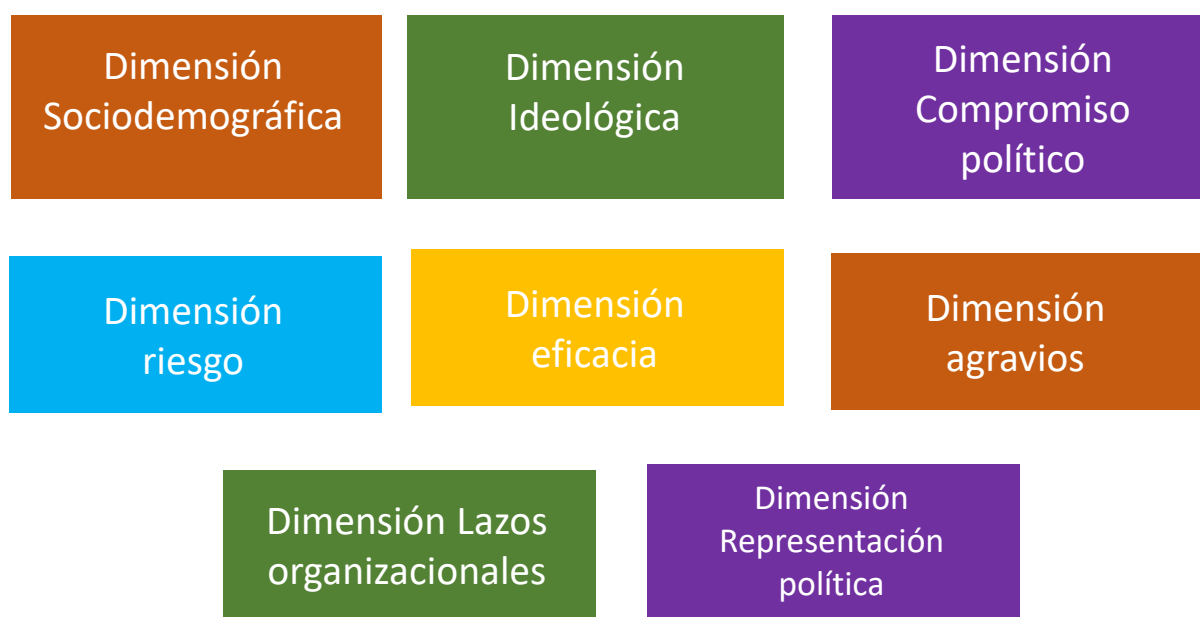 Dimensión
Sociodemográfica
Dimensión
Ideológica
Dimensión
Compromiso
político
Dimensión
riesgo
Dimensión
eficacia
Dimensión
agravios
Dimensión Lazos
organizacionales
Dimensión
Representación
política